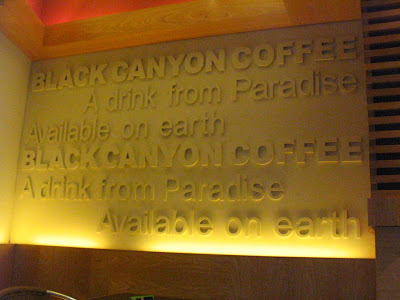 BLACK CANYON COFFEE
A drink from Paradise
Available on earth
BLACK CANYON COFFEE
A drink from Paradise
Available on earth